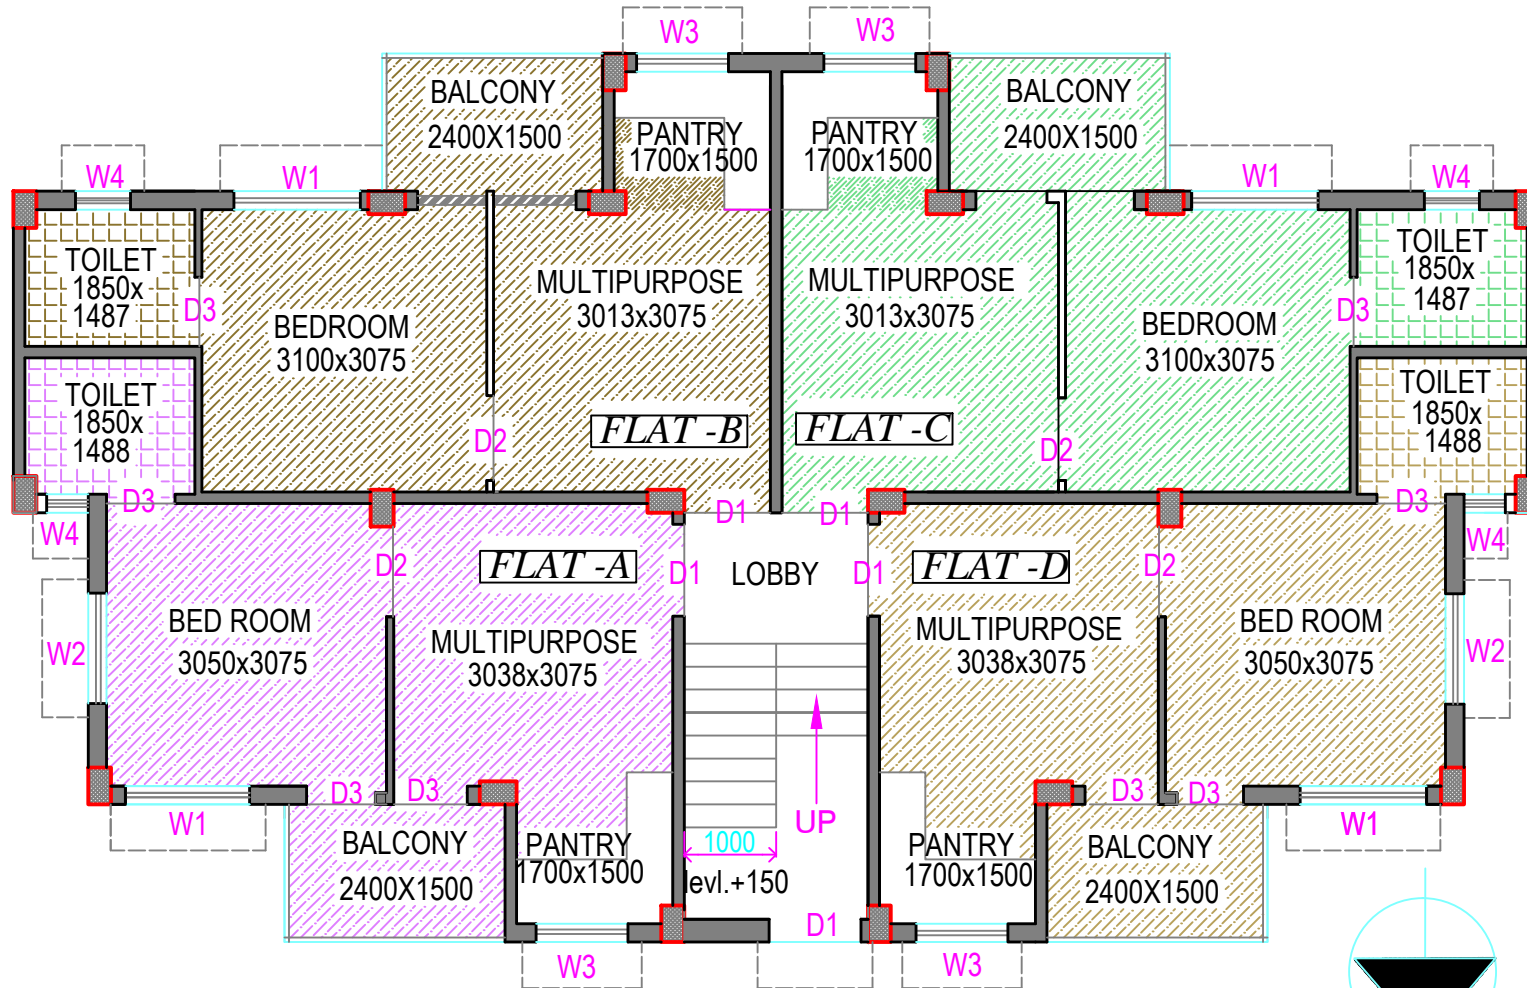 W3
W3
BALCONY
2400X1500
PANTRY
1700x1500
PANTRY
1700x1500
BALCONY
2400X1500
W4
W1
W1
W4
TOILET
1850x
1487
D3
BEDROOM
3100x3075
MULTIPURPOSE
3013x3075
MULTIPURPOSE
3013x3075
BEDROOM
3100x3075
D3
TOILET
1850x
1487
TOILET
1850x
1488
D2
FLAT -B
FLAT -C
D2
TOILET
1850x
1488
D3
D1
D1
D3
W4
W4
D2
FLAT -A
D1
LOBBY
D1
FLAT -D
D2
BED ROOM
3050x3075
MULTIPURPOSE
3038x3075
MULTIPURPOSE
3038x3075
BED ROOM
3050x3075
W2
W2
D3
D3
D3
D3
W1
W1
UP
1000
BALCONY
2400X1500
PANTRY
1700x1500
levl.+150
PANTRY
1700x1500
BALCONY
2400X1500
D1
W3
W3